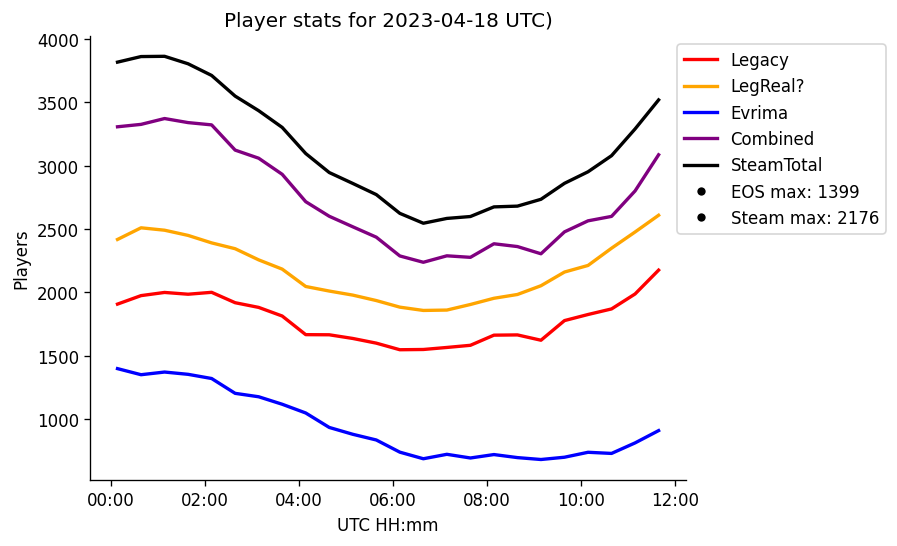 Player stats for 2023-04-18 UTC)
4000
3500
3000
2500
2000
1500
1000
Players
00:00 02:00 04:00 06:00 08:00 10:00 12:00
UTC HH:mm
Legacy
LegReal?
Evrima
Combined
SteamTotal
EOS max: 1399
Steam max: 2176